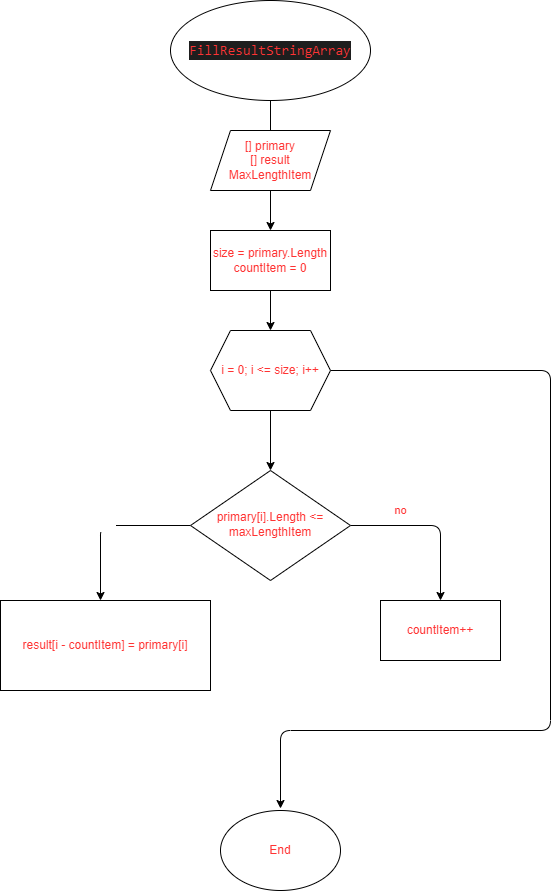 FillResultStringArray
[] primary
[] result
MaxLengthItem
size = primary.Length
countItem = 0
i = 0; i <= size; i++
primary[i].Length <=
maxLengthItem
no
result[i - countItem] = primary[i]
countItem++
End